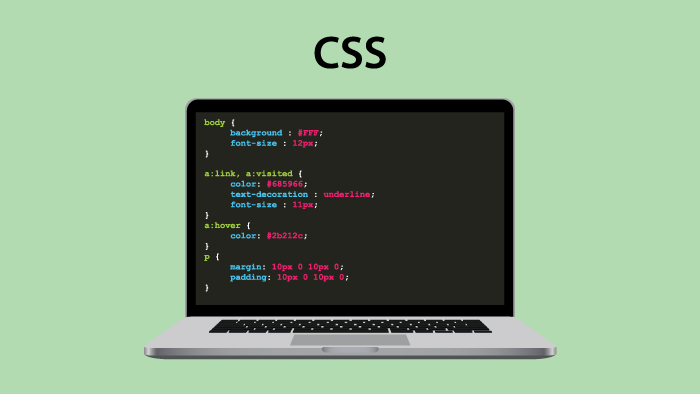 CSS
body {
background : #FFF;
font-size : 12px;
}
a:link, a:visited {
color: #685966;
text-decoration : underline;
font-size : 11px;
}
a:hover {
color: #2b212c;
}
p {
margin: 10px 0 10px 0;
padding: 10px 0 10px 0;
}